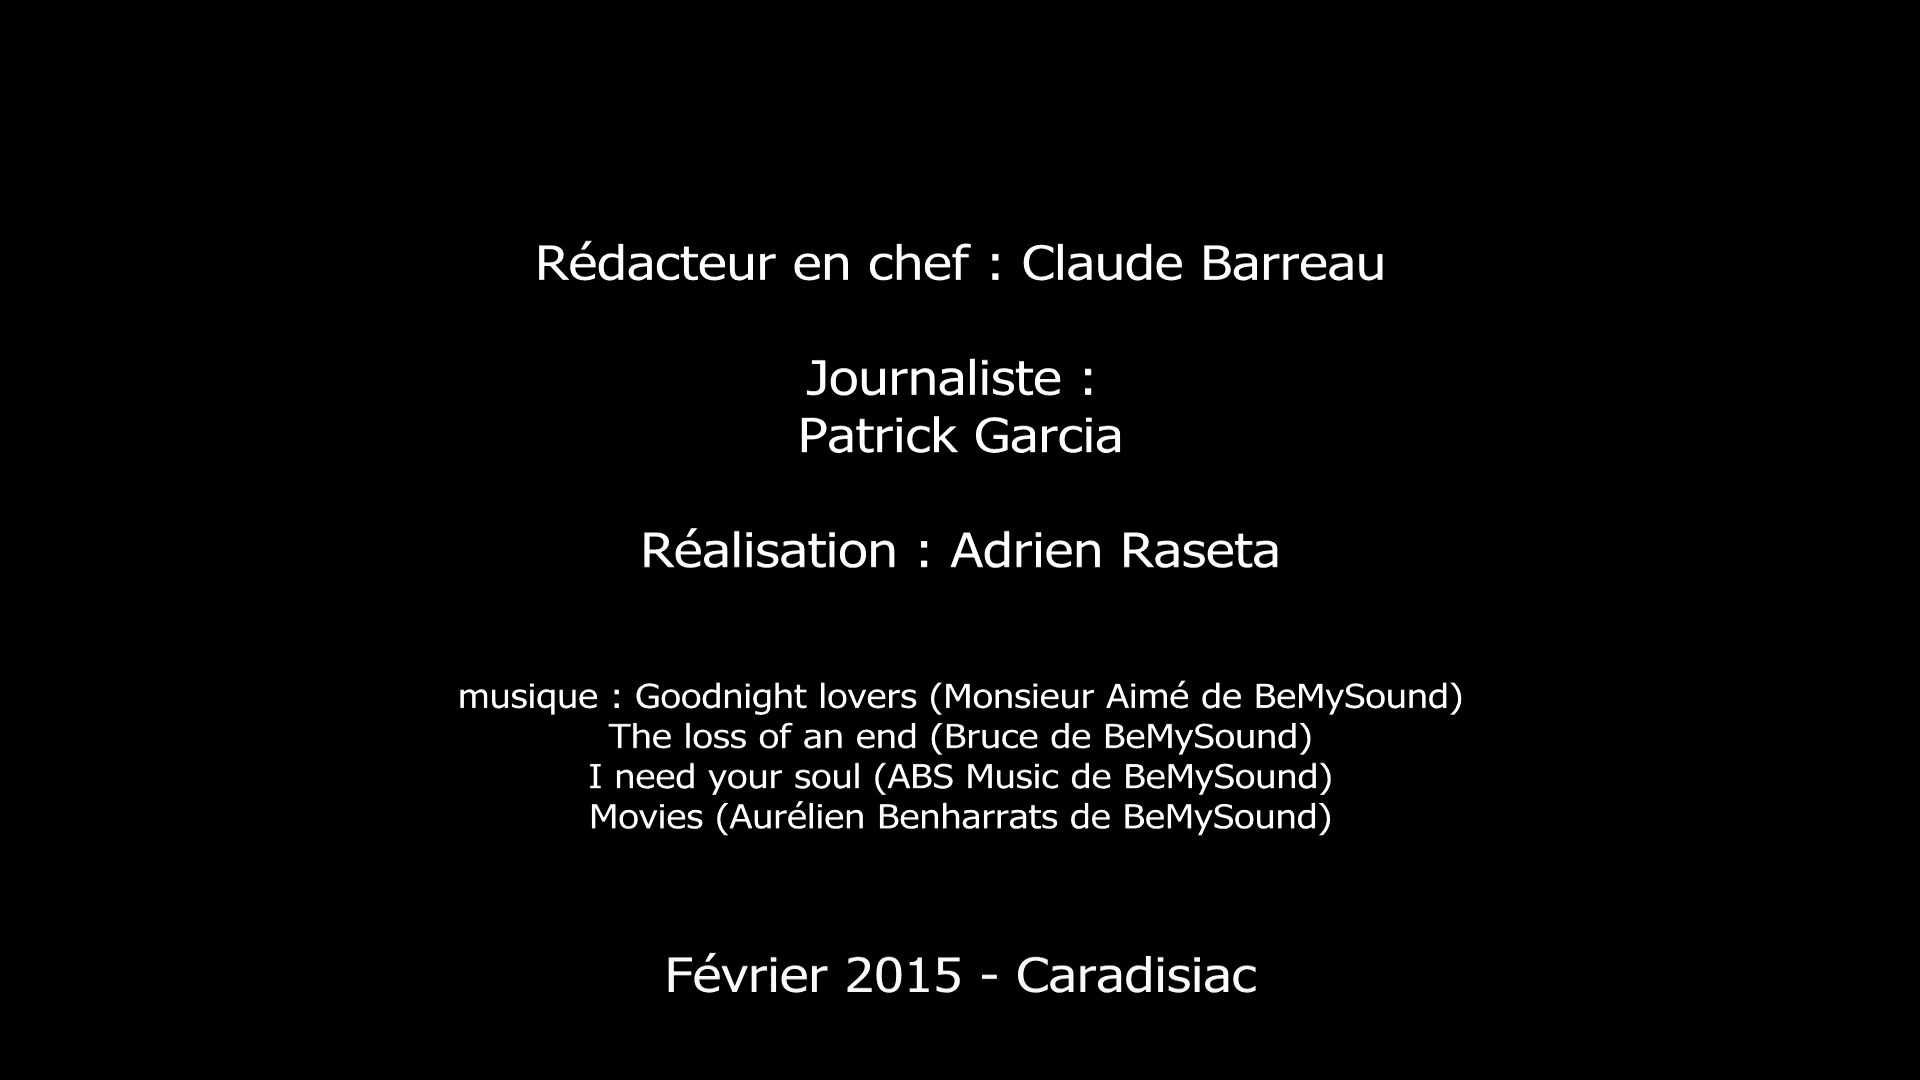 Rédacteur en chef : Claude Barreau
Journaliste :
Patrick Garcia
Réalisation : Adrien Raseta
musique : Goodnight lovers (Monsieur Aimé de BeMySound)
The loss of an end (Bruce de BeMySound)
I need your soul (ABS Music de BeMySound)
Movies (Aurélien Benharrats de BeMySound)
Février 2015 - Caradisiac